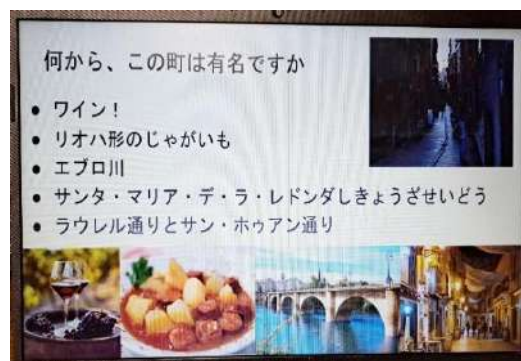 何から、この町は有名ですか
● ワイン！
● リオハ形のじゃがいも
● エブロ川
● サンタ・マリア・デ・ラ・レドンダしきょうざせいどう
● ラウレル通りとサン・ホゥアン通り